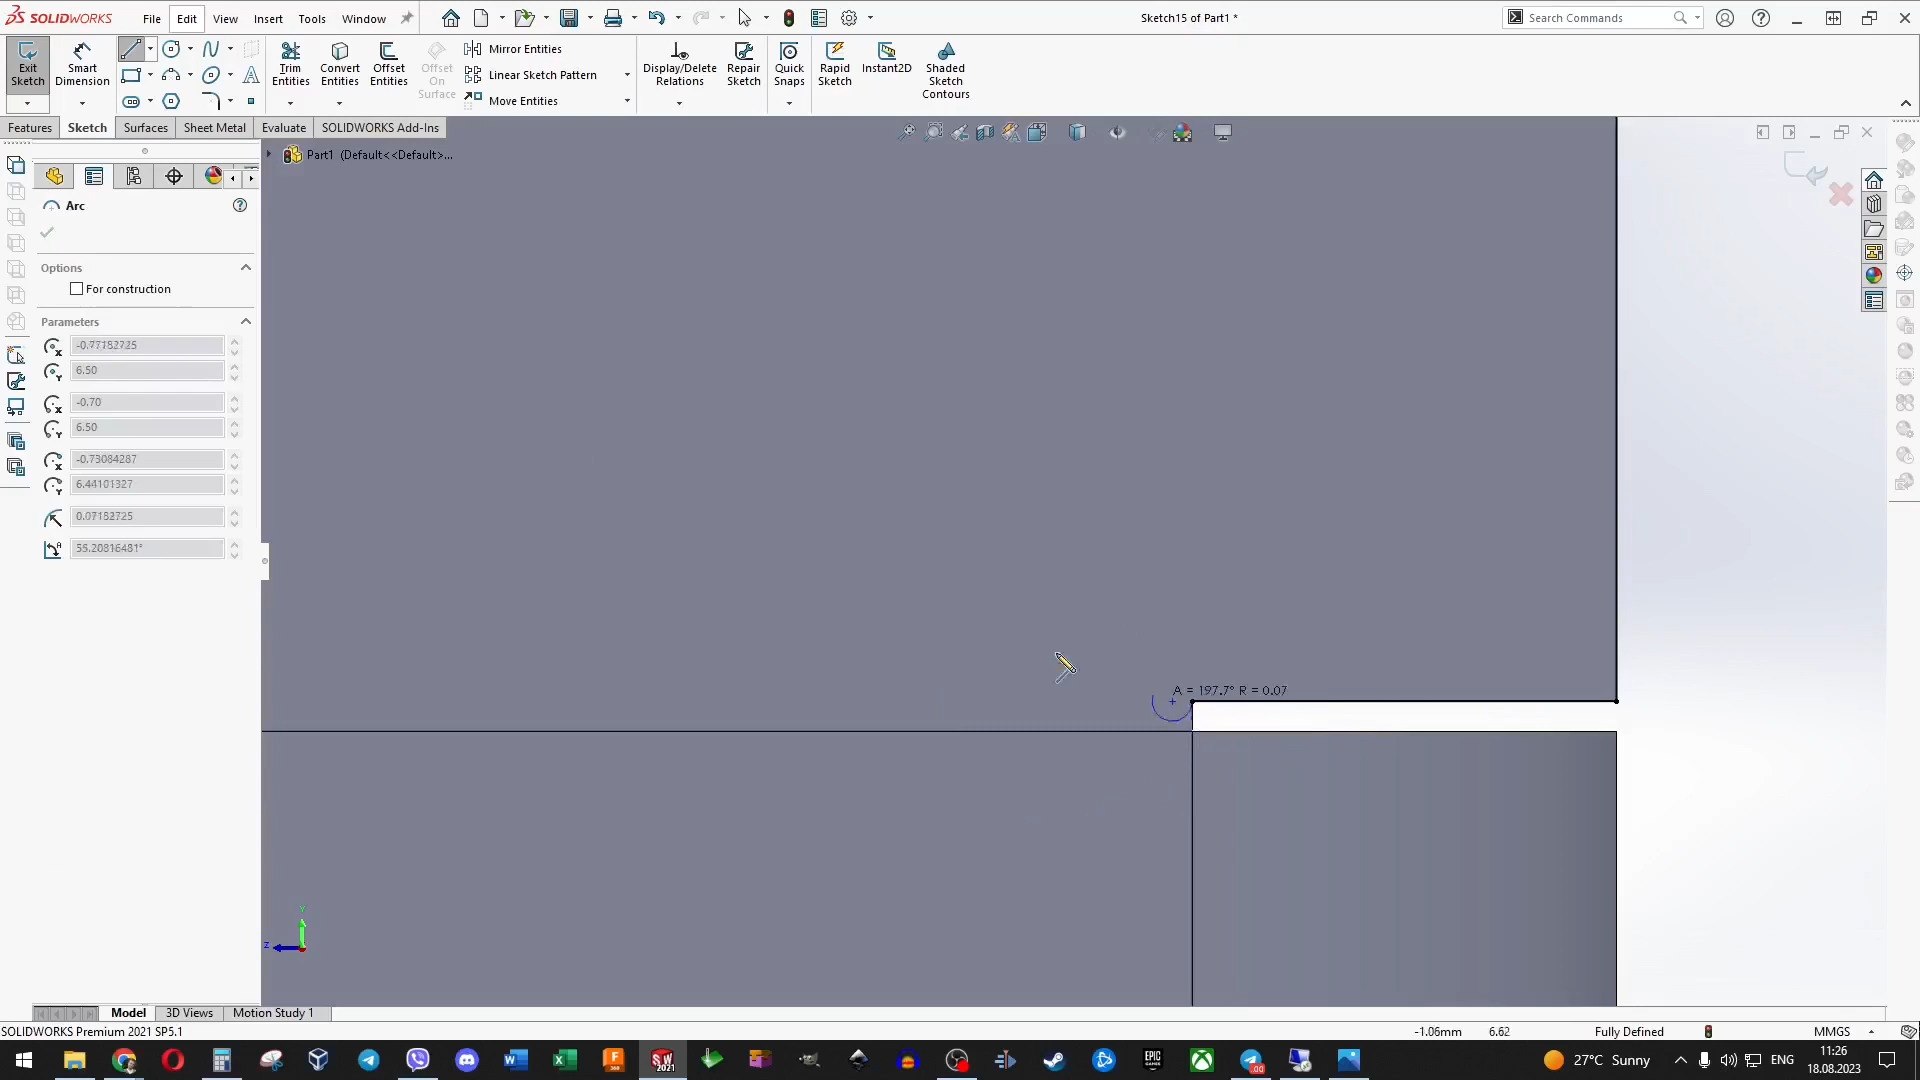 SOLIDWORKS
File
Edit
View
Insert
Tools
Window
Sketch15 of Part1 *
Search Commands
Exit Sketch
Smart Dimension
Trim Entities
Convert Entities
Offset Entities
Offset On Surface
Mirror Entities
Linear Sketch Pattern
Move Entities
Display/Delete Relations
Repair Sketch
Quick Snaps
Rapid Sketch
Instant2D
Shaded Sketch Contours
Features
Sketch
Surfaces
Sheet Metal
Evaluate
SOLIDWORKS Add-Ins
Part1 (Default<<Default>...
Arc
Options
For construction
Parameters
-0.77182725
6.50
-0.70
6.50
-0.73084287
6.44101327
0.07182725
55.20816481°
A = 197.7° R = 0.07
Y
Z
Model
3D Views
Motion Study 1
SOLIDWORKS Premium 2021 SP5.1
-1.06mm
6.62
Fully Defined
MMGS
27°C Sunny
ENG
11:26
18.08.2023